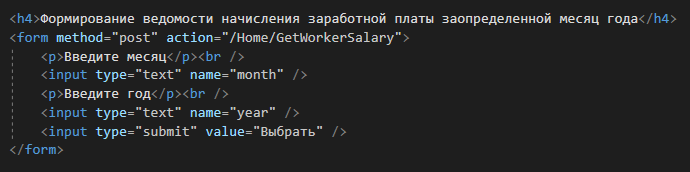 <h4>Формирование ведомости начисления заработной платы заопределенной месяц года</h4>
<form method="post" action="/Home/GetWorkerSalary">
<p>Введите месяц</p><br />
<input type="text" name="month" />
<p>Введите год</p><br />
<input type="text" name="year" />
<input type="submit" value="Выбрать" />
</form>